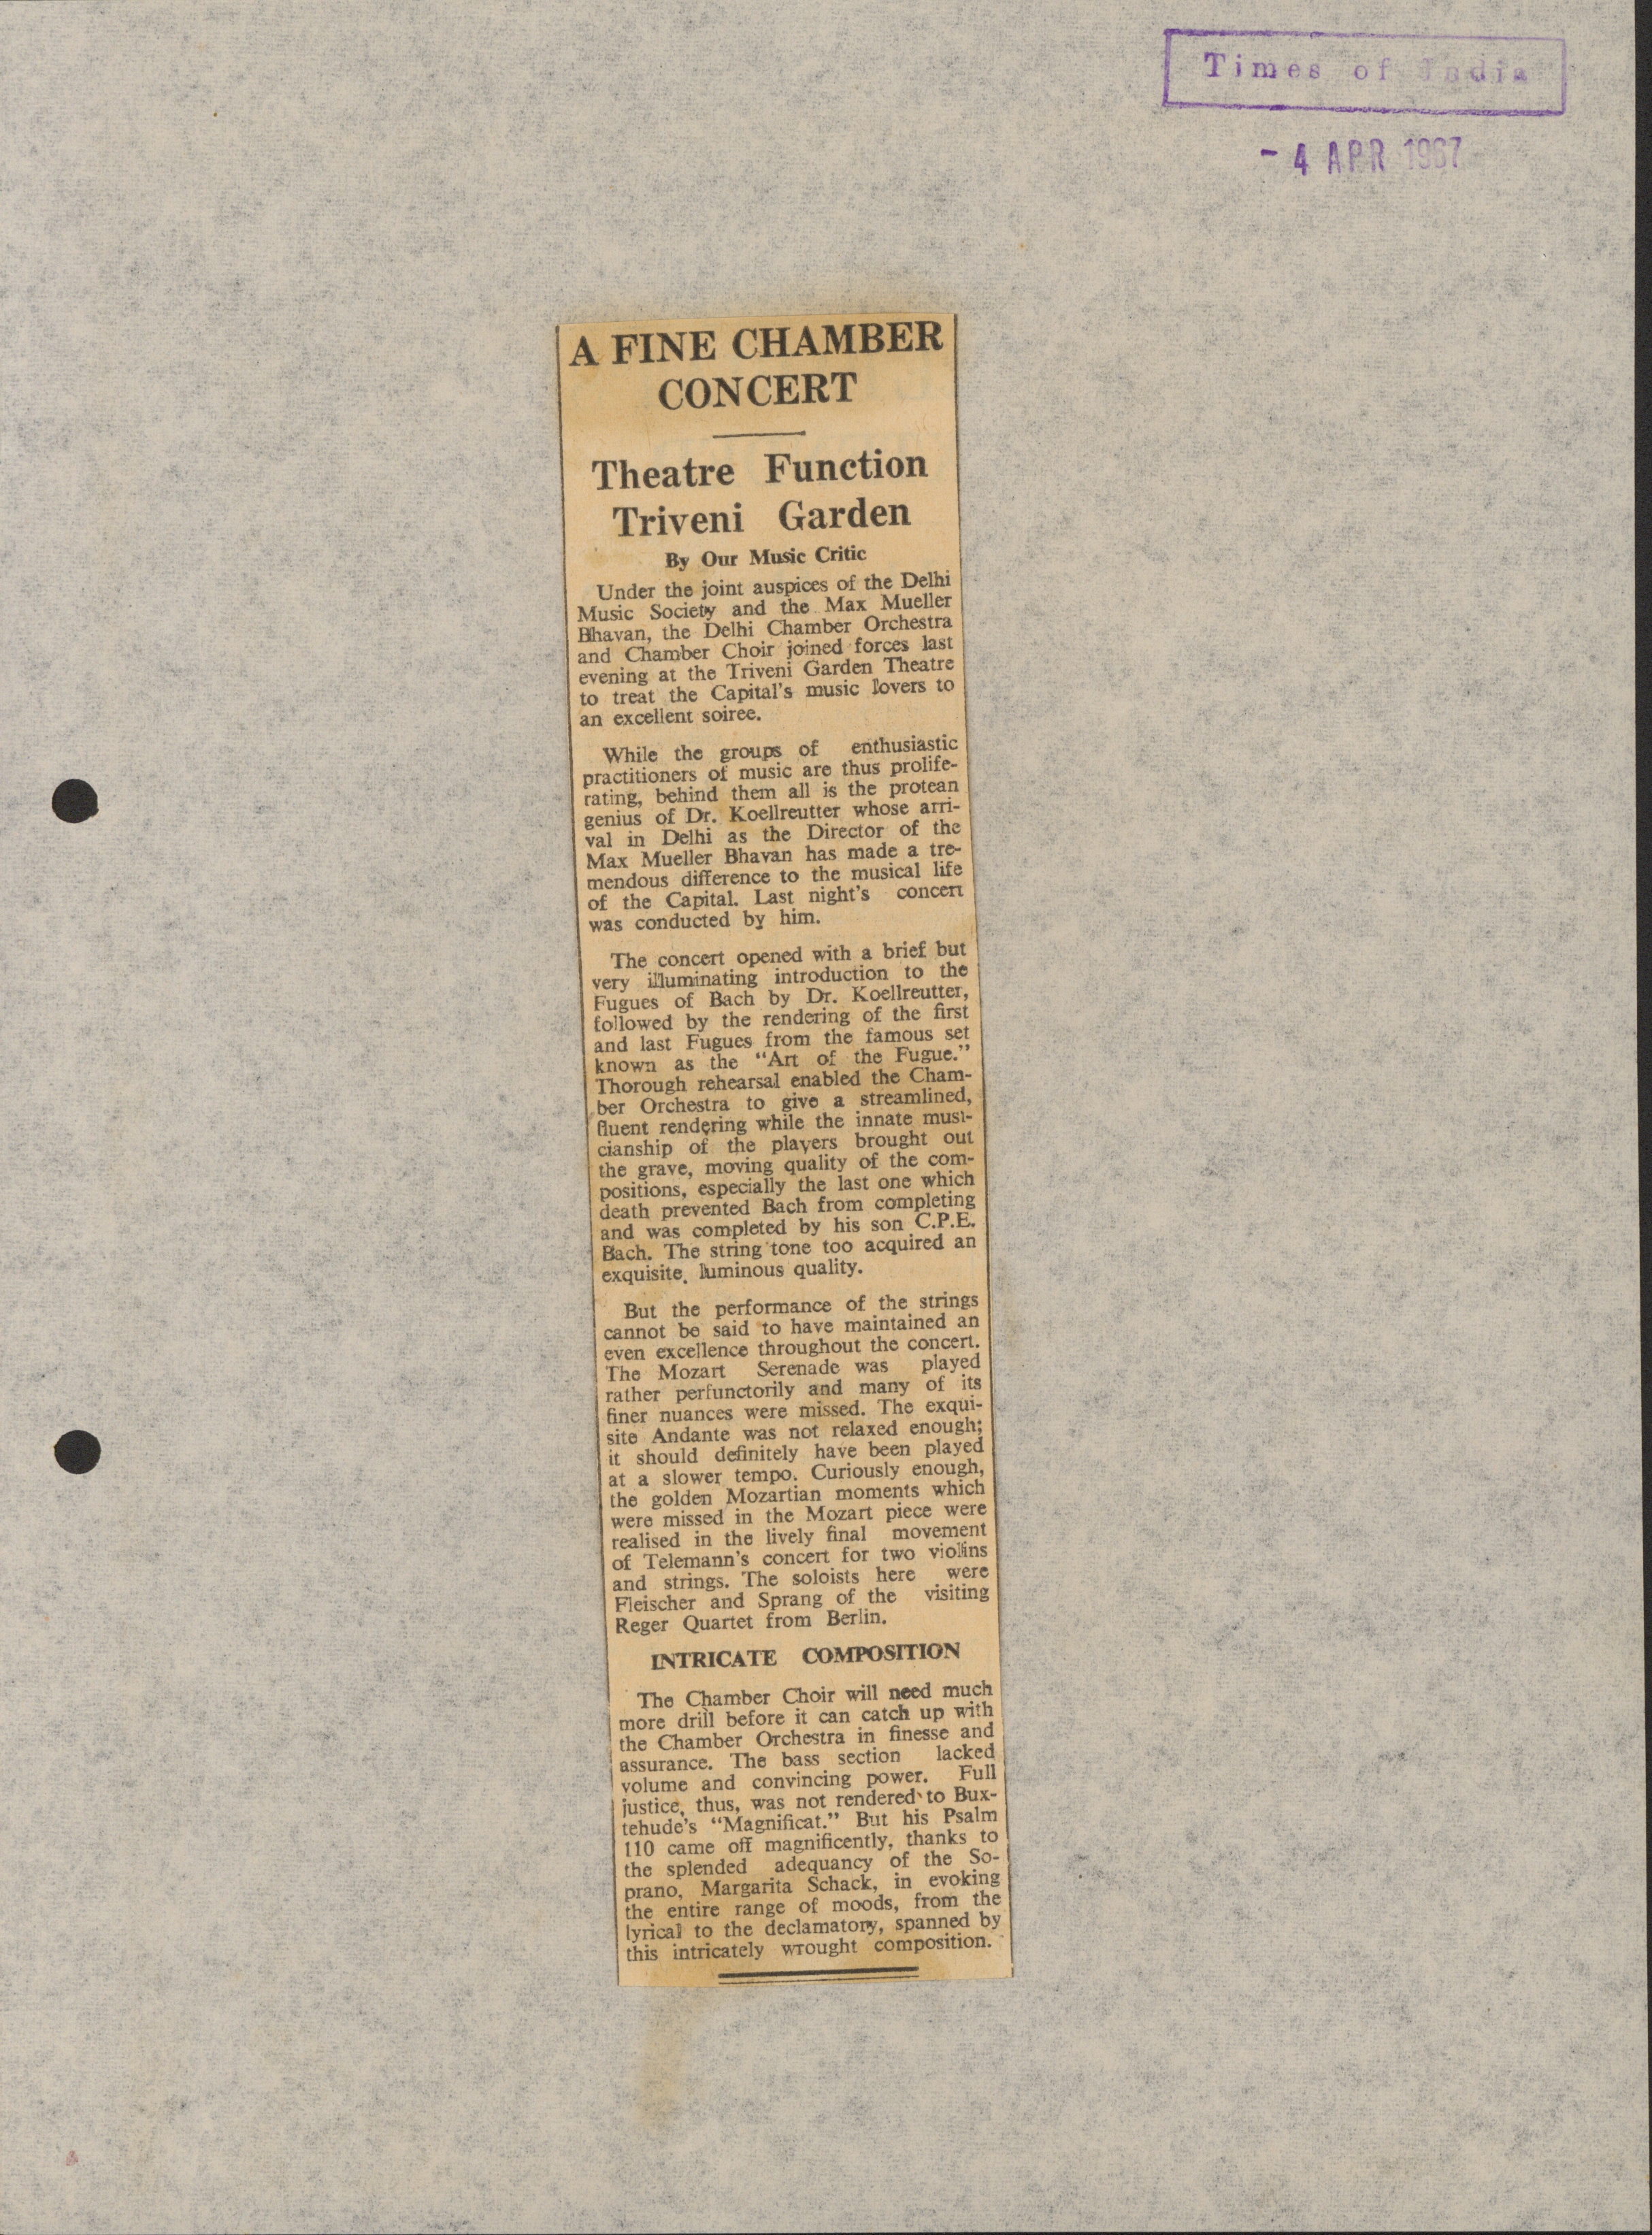 Times of India
- 4 APR 1967
A FINE CHAMBER
CONCERT
Theatre Function
Triveni Garden
By Our Music Critic
Under the joint auspices of the Delhi
Music Society and the Max Mueller
Bhavan, the Delhi Chamber Orchestra
and Chamber Choir joined forces last
evening at the Triveni Garden Theatre
to treat the Capital's music lovers to
an excellent soiree.
While the groups of enthusiastic
practitioners of music are thus prolife-
rating, behind them all is the protean
genius of Dr. Koellreutter whose arri-
val in Delhi as the Director of the
Max Mueller Bhavan has made a tre-
mendous difference to the musical life
of the Capital. Last night's concert
was conducted by him.
The concert opened with a brief but
very illuminating introduction to the
Fugues of Bach by Dr. Koellreutter,
followed by the rendering of the first
and last Fugues from the famous set
known as the "Art of the Fugue."
Thorough rehearsal enabled the Cham-
ber Orchestra to give a streamlined,
fluent rendering while the innate musi-
cianship of the players brought out
the grave, moving quality of the com-
positions, especially the last one which
death prevented Bach from completing
and was completed by his son C.P.E.
Bach. The string tone too acquired an
exquisite, luminous quality.
But the performance of the strings
cannot be said to have maintained an
even excellence throughout the concert.
The Mozart Serenade was played
rather perfunctorily and many of its
finer nuances were missed. The exqui-
site Andante was not relaxed enough;
it should definitely have been played
at a slower tempo. Curiously enough,
the golden Mozartian moments which
were missed in the Mozart piece were
realised in the lively final movement
of Telemann's concert for two violins
and strings. The soloists here were
Fleischer and Sprang of the visiting
Reger Quartet from Berlin.
INTRICATE COMPOSITION
The Chamber Choir will need much
more drill before it can catch up with
the Chamber Orchestra in finesse and
assurance. The bass section lacked
volume and convincing power. Full
justice, thus, was not rendered to Bux-
tehude's "Magnificat." But his Psalm
110 came off magnificently, thanks to
the splended adequancy of the So-
prano, Margarita Schack, in evoking
the entire range of moods, from the
lyrical to the declamatory, spanned by
this intricately wrought composition.